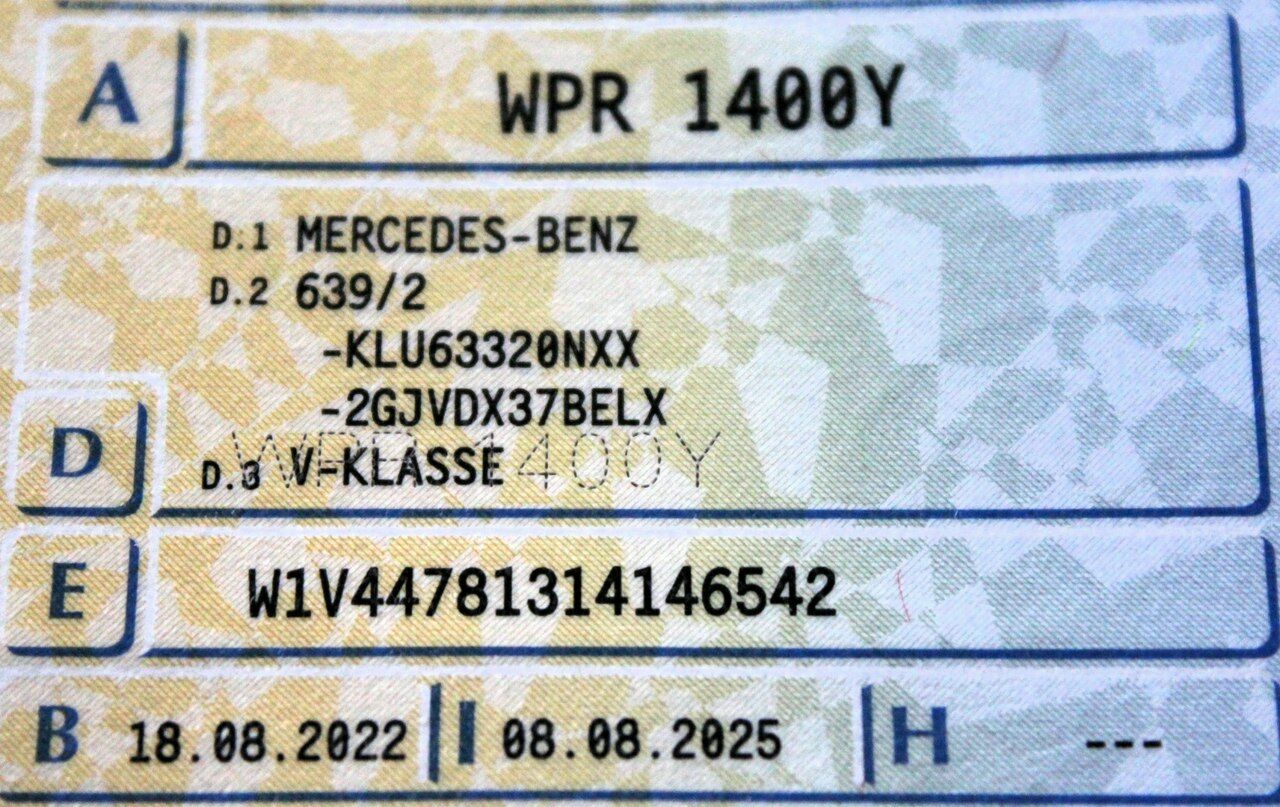 A WPR 1400Y
D.1 MERCEDES-BENZ
D.2 639/2
-KLU63320NXX
-2GJVDX37BELX
WPR 1400Y
D D.3 V-KLASSE
E W1V44781314146542
B 18.08.2022 I 08.08.2025 H ---